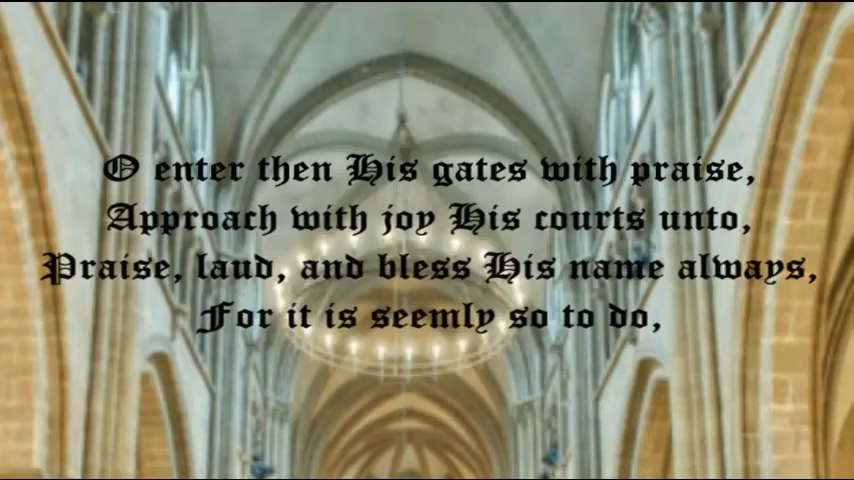 O enter then His gates with praise,
Approach with joy His courts unto,
Praise, laud, and bless His name always,
For it is seemly so to do,